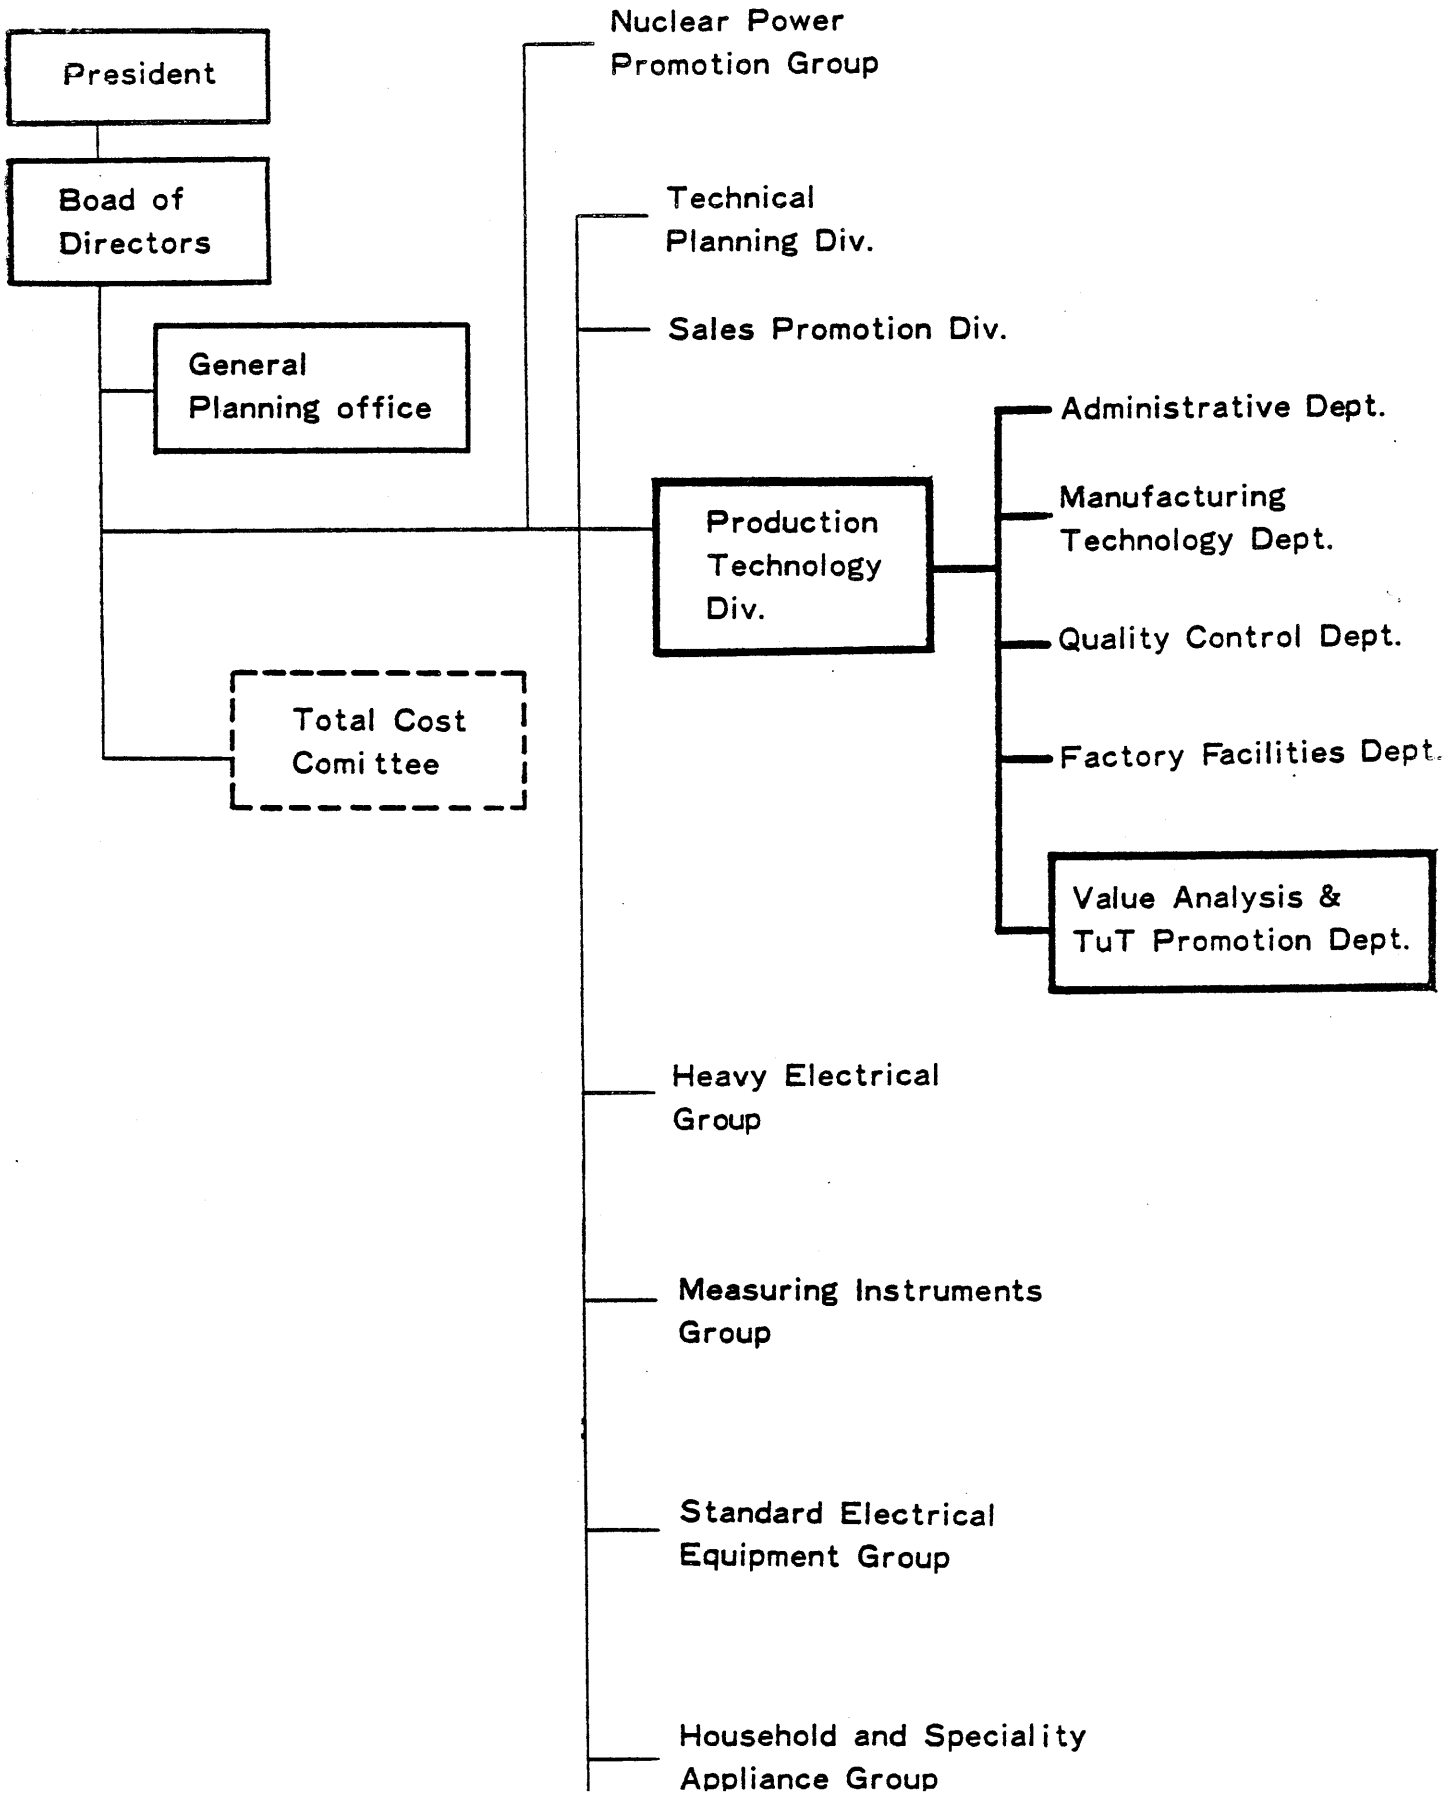 Nuclear Power
Promotion Group
President
Boad of
Directors
Technical
Planning Div.
Sales Promotion Div.
General
Planning office
Administrative Dept.
Manufacturing
Technology Dept.
Production
Technology
Div.
Quality Control Dept.
Total Cost
Comittee
Factory Facilities Dept.
Value Analysis &
TuT Promotion Dept.
Heavy Electrical
Group
Measuring Instruments
Group
Standard Electrical
Equipment Group
Household and Speciality
Appliance Group